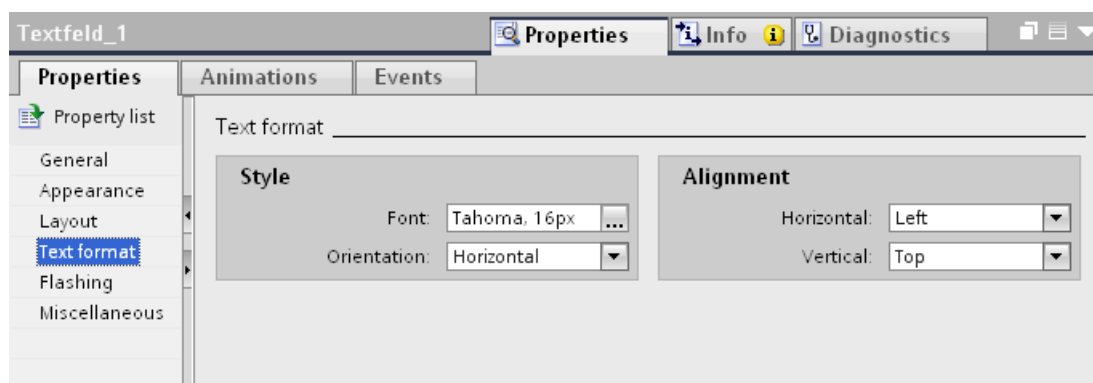 Textfeld_1 Properties Info Diagnostics
Properties Animations Events
Property list Text format
General
Appearance
Layout
Text format
Flashing
Miscellaneous
Style
Font: Tahoma, 16px ...
Orientation: Horizontal
Alignment
Horizontal: Left
Vertical: Top